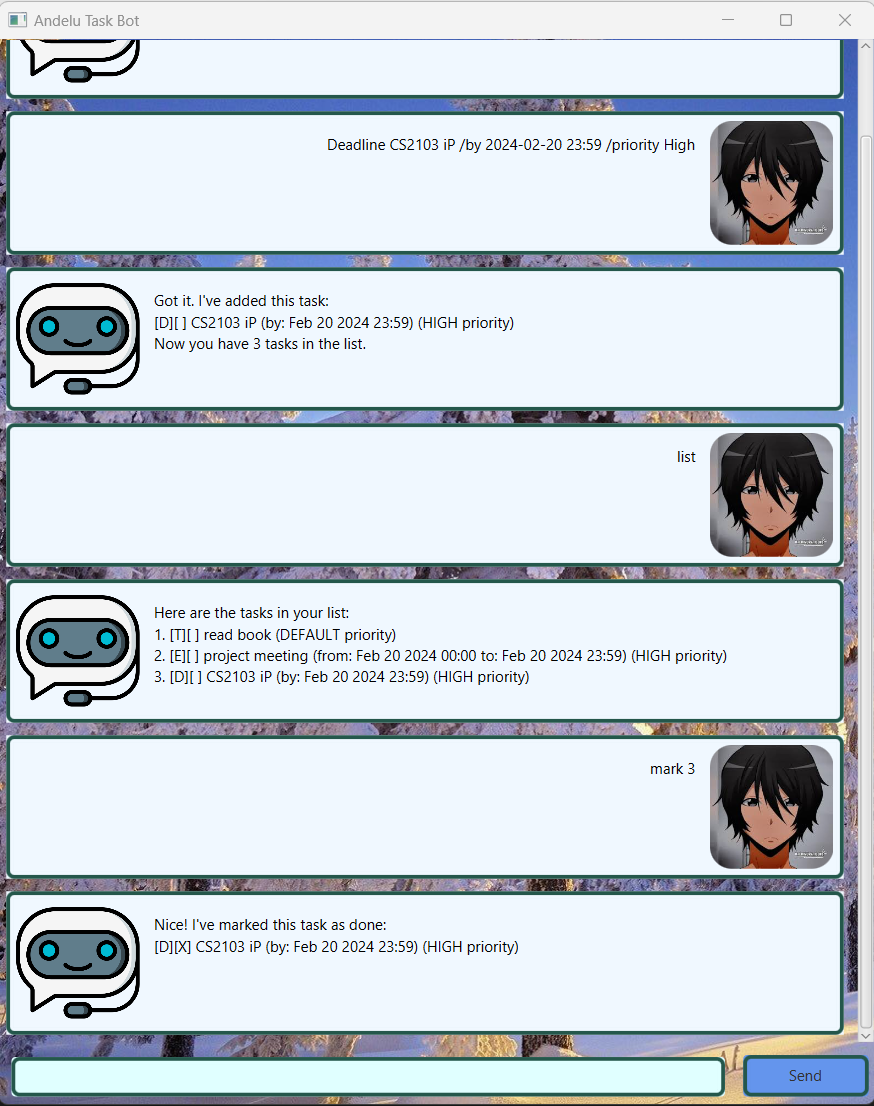 Andelu Task Bot
Deadline CS2103 iP /by 2024-02-20 23:59 /priority High
Got it. I've added this task:
[D][ ] CS2103 iP (by: Feb 20 2024 23:59) (HIGH priority)
Now you have 3 tasks in the list.
list
Here are the tasks in your list:
1. [T][ ] read book (DEFAULT priority)
2. [E][ ] project meeting (from: Feb 20 2024 00:00 to: Feb 20 2024 23:59) (HIGH priority)
3. [D][ ] CS2103 iP (by: Feb 20 2024 23:59) (HIGH priority)
mark 3
Nice! I've marked this task as done:
[D][X] CS2103 iP (by: Feb 20 2024 23:59) (HIGH priority)
Send